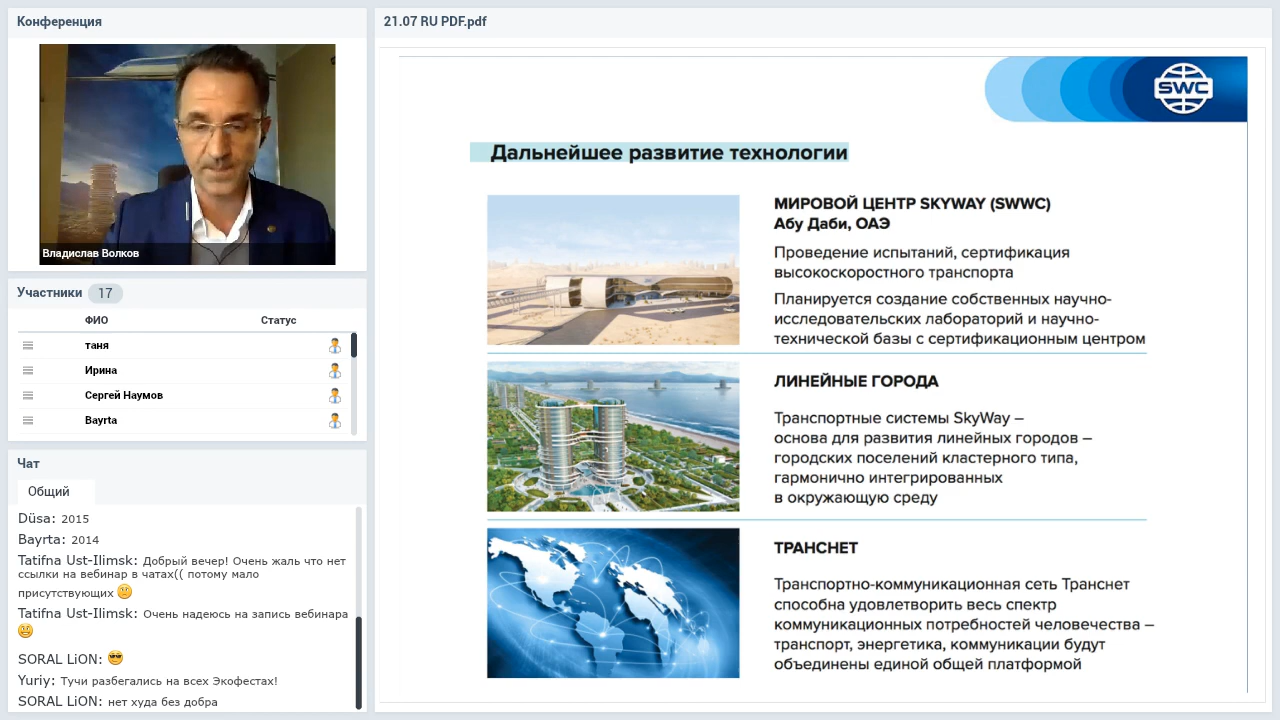 Конференция
Владислав Волков
Участники 17
ФИО Статус
таня
Ирина
Сергей Наумов
Bayrta
Чат
Общий
Düsa: 2015
Bayrta: 2014
Tatifna Ust-Ilimsk: Добрый вечер! Очень жаль что нет
ссылки на вебинар в чатах(( потому мало
присутствующих
Tatifna Ust-Ilimsk: Очень надеюсь на запись вебинара
SORAL LiON:
Yuriy: Тучи разбегались на всех Экофестах!
SORAL LiON: нет худа без добра
21.07 RU PDF.pdf
SWC
Дальнейшее развитие технологии
МИРОВОЙ ЦЕНТР SKYWAY (SWWC)
Абу Даби, ОАЭ
Проведение испытаний, сертификация
высокоскоростного транспорта
Планируется создание собственных научно-
исследовательских лабораторий и научно-
технической базы с сертификационным центром
ЛИНЕЙНЫЕ ГОРОДА
Транспортные системы SkyWay –
основа для развития линейных городов –
городских поселений кластерного типа,
гармонично интегрированных
в окружающую среду
ТРАНСНЕТ
Транспортно-коммуникационная сеть Транснет
способна удовлетворить весь спектр
коммуникационных потребностей человечества –
транспорт, энергетика, коммуникации будут
объединены единой общей платформой